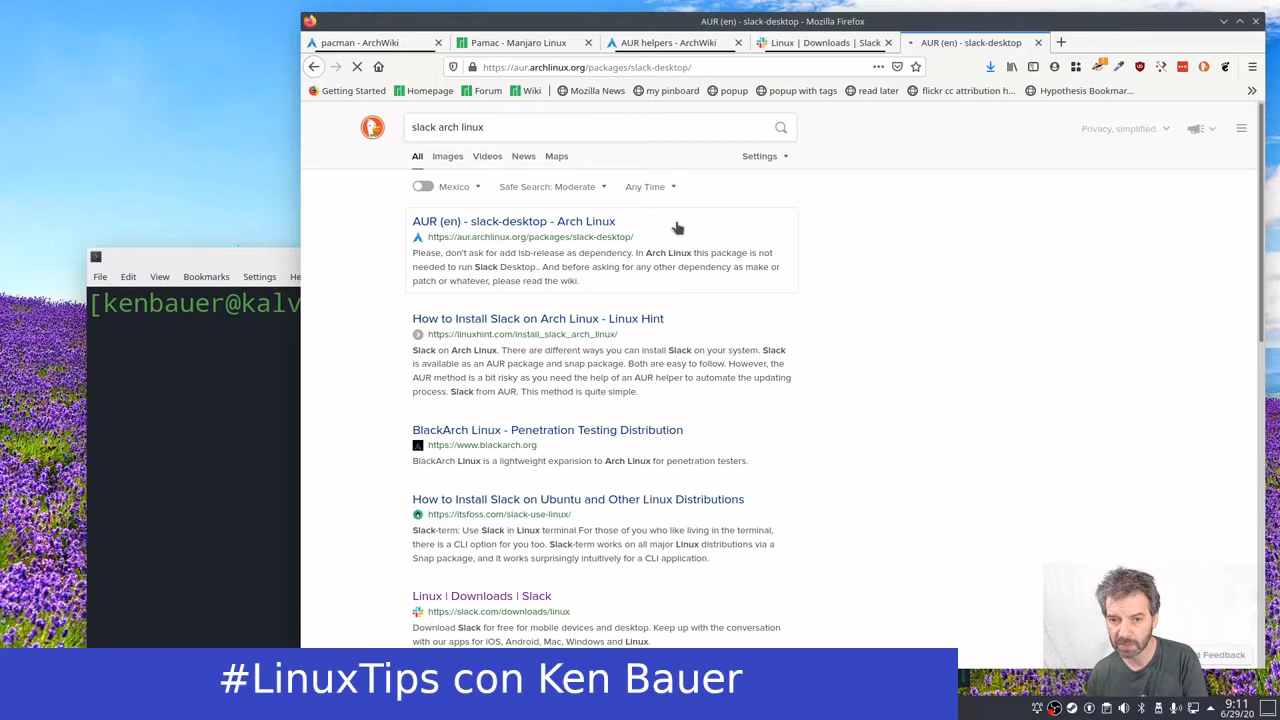 AUR (en) - slack-desktop - Mozilla Firefox
pacman - ArchWiki
Pamac - Manjaro Linux
AUR helpers - ArchWiki
Linux | Downloads | Slack
AUR (en) - slack-desktop
https://aur.archlinux.org/packages/slack-desktop/
Getting Started
Homepage
Forum
Wiki
Mozilla News
my pinboard
popup
popup with tags
read later
flickr cc attribution h...
Hypothesis Bookmar...
slack arch linux
Privacy, simplified.
All Images Videos News Maps
Settings
Mexico
Safe Search: Moderate
Any Time
AUR (en) - slack-desktop - Arch Linux
https://aur.archlinux.org/packages/slack-desktop/
Please, don't ask for add lsb-release as dependency. In Arch Linux this package is not
needed to run Slack Desktop.. And before asking for any other dependency as make or
patch or whatever, please read the wiki.
How to Install Slack on Arch Linux - Linux Hint
https://linuxhint.com/install_slack_arch_linux/
Slack on Arch Linux. There are different ways you can install Slack on your system. Slack
is available as an AUR package and snap package. Both are easy to follow. However, the
AUR method is a bit risky as you need the help of an AUR helper to automate the updating
process. Slack from AUR. This method is quite simple.
BlackArch Linux - Penetration Testing Distribution
https://www.blackarch.org
BlackArch Linux is a lightweight expansion to Arch Linux for penetration testers.
How to Install Slack on Ubuntu and Other Linux Distributions
https://itsfoss.com/slack-use-linux/
Slack-term: Use Slack in Linux terminal For those of you who like living in the terminal,
there is a CLI option for you too. Slack-term works on all major Linux distributions via a
Snap package, and it works surprisingly intuitively for a CLI application.
Linux | Downloads | Slack
https://slack.com/downloads/linux
Download Slack for free for mobile devices and desktop. Keep up with the conversation
with our apps for iOS, Android, Mac, Windows and Linux.
File Edit View Bookmarks Settings He
[kenbauer@kalv
d Feedback
#LinuxTips con Ken Bauer
9:11
6/29/20